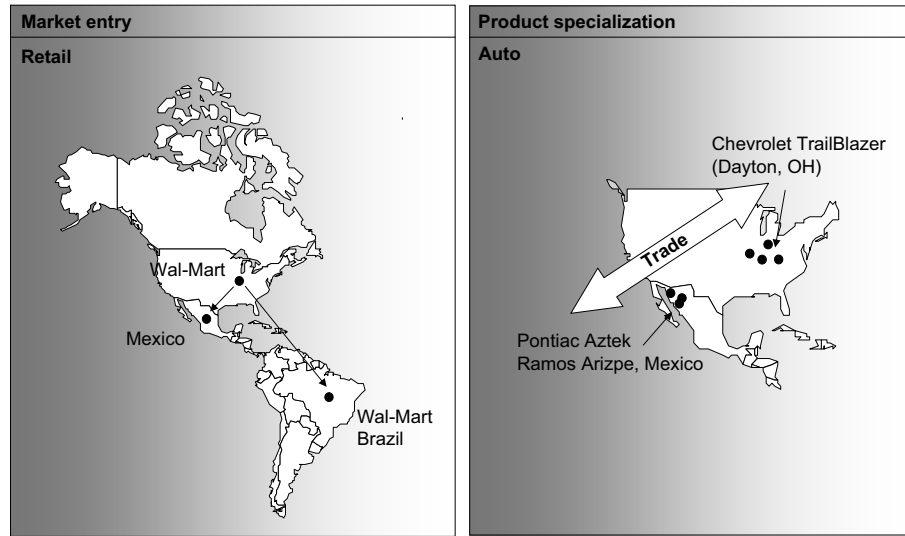 Market entry
Retail
Wal-Mart
Mexico
Wal-Mart
Brazil
Product specialization
Auto
Chevrolet TrailBlazer
(Dayton, OH)
Trade
Pontiac Aztek
Ramos Arizpe, Mexico